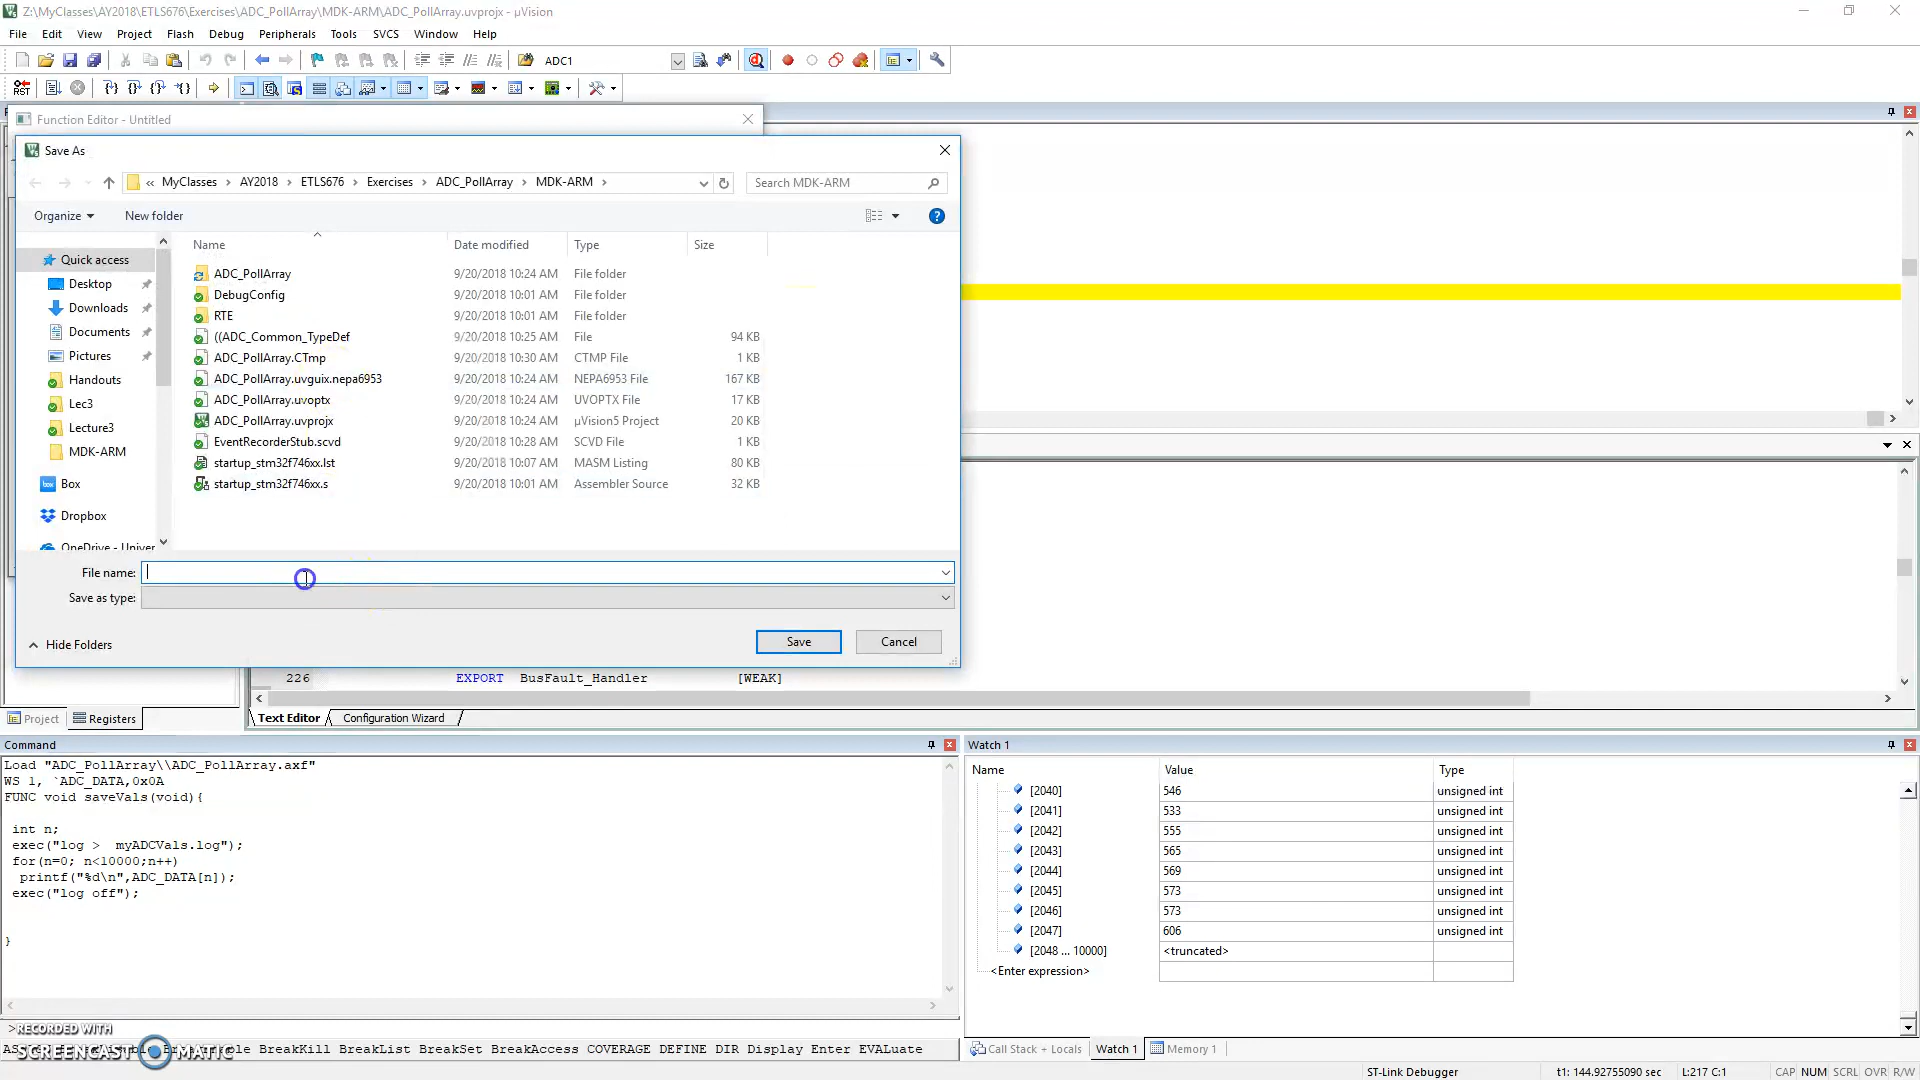 Z:\MyClasses\AY2018\ETLS676\Exercises\ADC_PollArray\MDK-ARM\ADC_PollArray.uvprojx - µVision
File Edit View Project Flash Debug Peripherals Tools SVCS Window Help
ADC1
RST
Function Editor - Untitled
Save As
« MyClasses > AY2018 > ETLS676 > Exercises > ADC_PollArray > MDK-ARM >
Search MDK-ARM
Organize New folder
Name Date modified Type Size
Quick access
Desktop
Downloads
Documents
Pictures
Handouts
Lec3
Lecture3
MDK-ARM
Box
Dropbox
OneDrive - Univer
ADC_PollArray 9/20/2018 10:24 AM File folder
DebugConfig 9/20/2018 10:01 AM File folder
RTE 9/20/2018 10:01 AM File folder
((ADC_Common_TypeDef 9/20/2018 10:25 AM File 94 KB
ADC_PollArray.CTmp 9/20/2018 10:30 AM CTMP File 1 KB
ADC_PollArray.uvguix.nepa6953 9/20/2018 10:24 AM NEPA6953 File 167 KB
ADC_PollArray.uvoptx 9/20/2018 10:24 AM UVOPTX File 17 KB
ADC_PollArray.uvprojx 9/20/2018 10:24 AM µVision5 Project 20 KB
EventRecorderStub.scvd 9/20/2018 10:28 AM SCVD File 1 KB
startup_stm32f746xx.lst 9/20/2018 10:07 AM MASM Listing 80 KB
startup_stm32f746xx.s 9/20/2018 10:01 AM Assembler Source 32 KB
File name:
Save as type:
Hide Folders
Save Cancel
226 EXPORT BusFault_Handler [WEAK]
Project Registers
Text Editor Configuration Wizard
Command
Load "ADC_PollArray\\ADC_PollArray.axf"
WS 1, `ADC_DATA,0x0A
FUNC void saveVals(void){
int n;
exec("log > myADCVals.log");
for(n=0; n<10000;n++)
printf("%d\n",ADC_DATA[n]);
exec("log off");
}
>
RECORDED WITH
SCREENCAST MATIC
BreakKill BreakList BreakSet BreakAccess COVERAGE DEFINE DIR Display Enter EVALuate
Watch 1
Name Value Type
[2040] 546 unsigned int
[2041] 533 unsigned int
[2042] 555 unsigned int
[2043] 565 unsigned int
[2044] 569 unsigned int
[2045] 573 unsigned int
[2046] 573 unsigned int
[2047] 606 unsigned int
[2048 ... 10000] <truncated>
<Enter expression>
Call Stack + Locals Watch 1 Memory 1
ST-Link Debugger t1: 144.92755090 sec L:217 C:1 CAP NUM SCRL OVR R/W